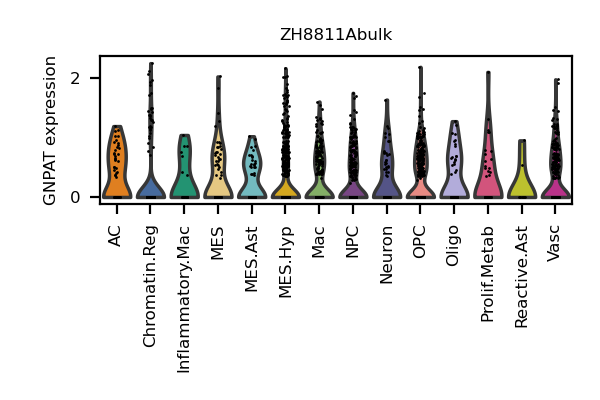 ZH8811Abulk
GNPAT expression
2
0
AC
Chromatin.Reg
Inflammatory.Mac
MES
MES.Ast
MES.Hyp
Mac
NPC
Neuron
OPC
Oligo
Prolif.Metab
Reactive.Ast
Vasc